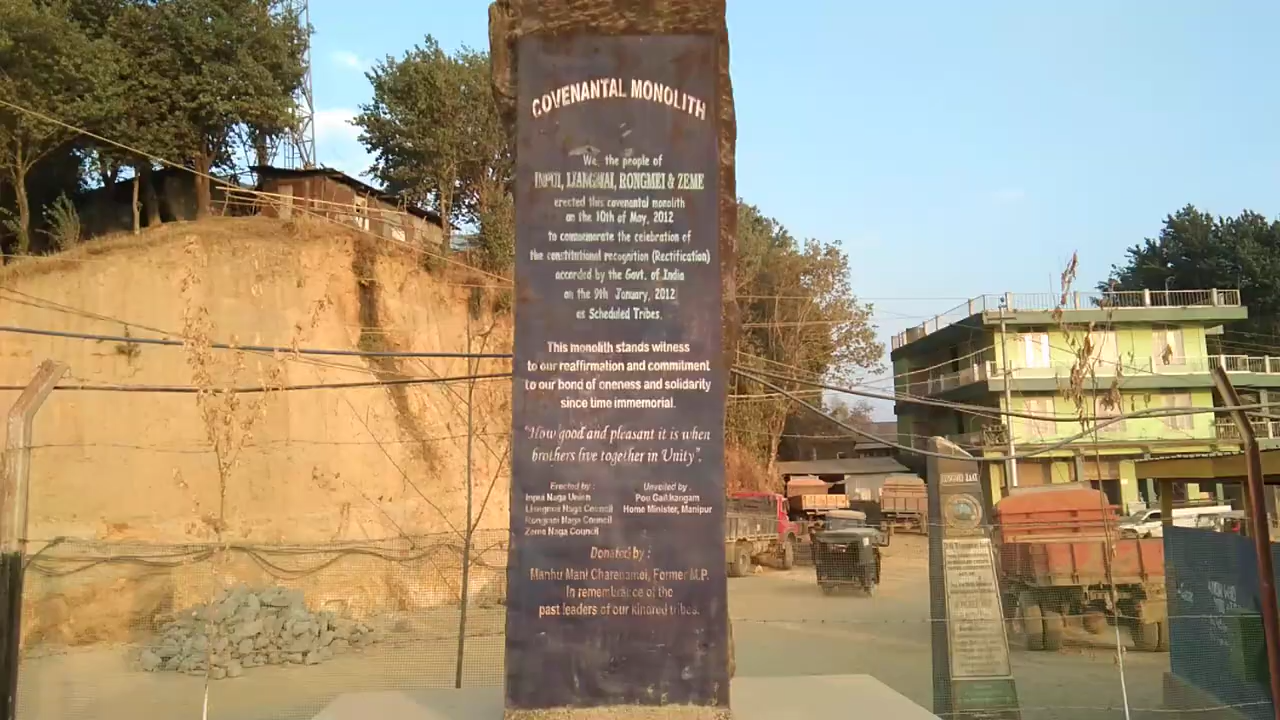 COVENANTAL MONOLITH
We, the people of
INPUI, LIANGMAI, RONGMEI & ZEME
erected this covenantal monolith
on the 10th of May, 2012
to commemorate the celebration of
the constitutional recognition (Rectification)
accorded by the Govt. of India
on the 9th January, 2012
as Scheduled Tribes.
This monolith stands witness
to our reaffirmation and commitment
to our bond of oneness and solidarity
since time immemorial.
"How good and pleasant it is when
brothers live together in Unity".
Erected by :
Inpui Naga Union
Liangmai Naga Council
Rongmei Naga Council
Zeme Naga Council
Unveiled by :
Pou Gaikhangam
Home Minister, Manipur
Donated by :
Manhu Mani Charenamei, Former M.P.
In remembrance of the
past leaders of our kindred tribes.